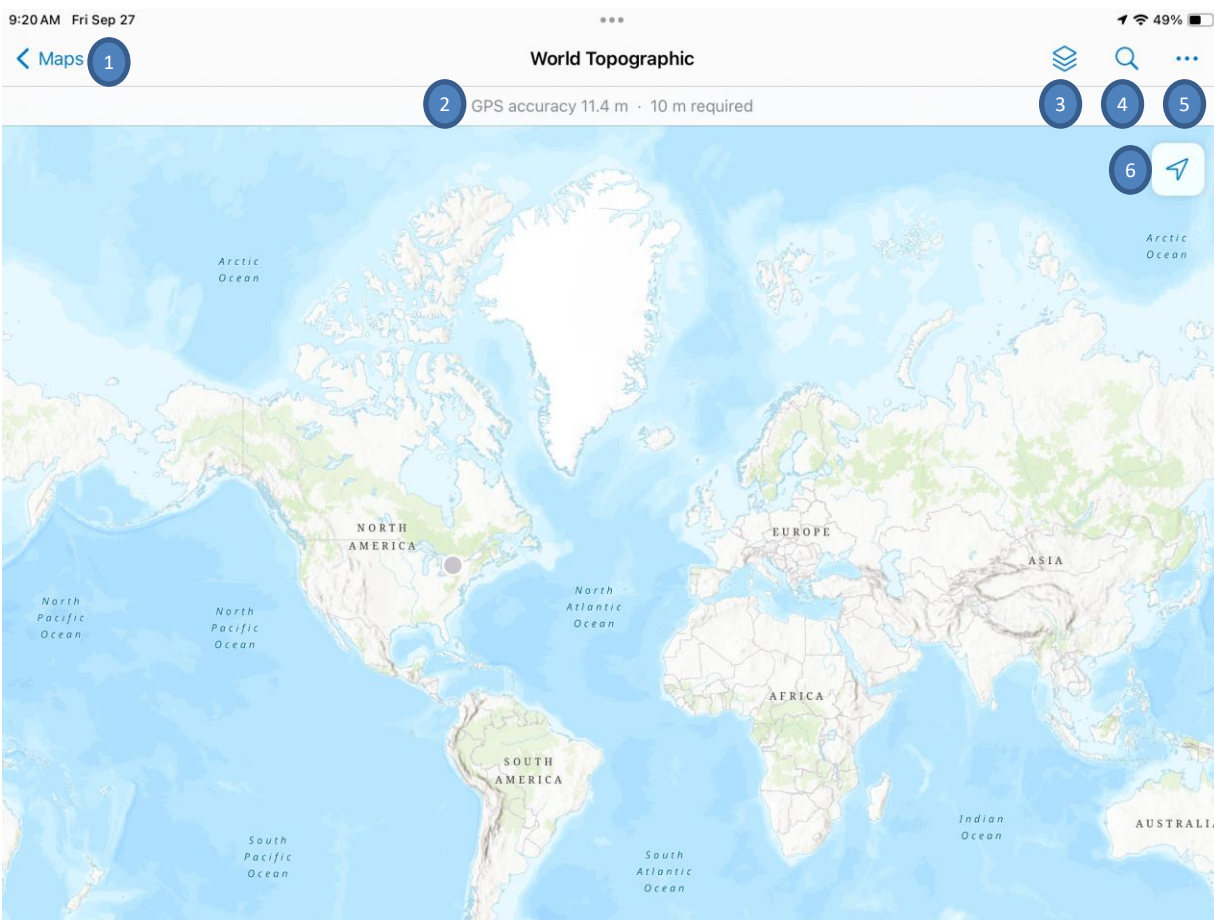 9:20 AM Fri Sep 27
49%
Maps
1
World Topographic
2
GPS accuracy 11.4 m · 10 m required
3
4
5
6
Arctic
Ocean
Arctic
Ocean
NORTH
AMERICA
EUROPE
ASIA
North
Pacific
Ocean
North
Pacific
Ocean
North
Atlantic
Ocean
AFRICA
SOUTH
AMERICA
Indian
Ocean
AUSTRALI
South
Pacific
Ocean
South
Atlantic
Ocean